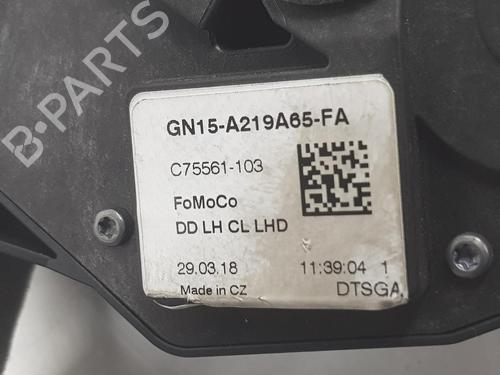 B-PARTS
GN15-A219A65-FA
C75561-103
FoMoCo
DD LH CL LHD
29.03.18 11:39:04 1
Made in CZ DTSGA